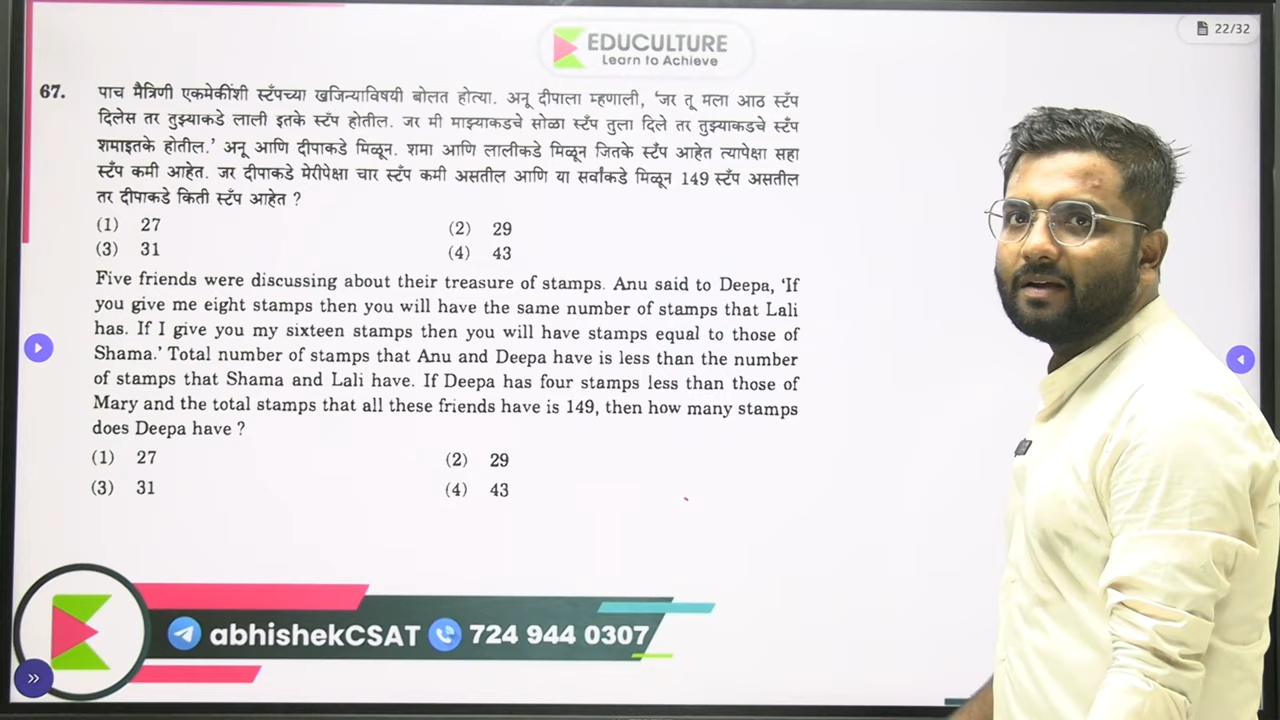 EDUCULTURE
Learn to Achieve
22/32
67. पाच मैत्रिणी एकमेकींशी स्टँपच्या खजिन्याविषयी बोलत होत्या. अनू दीपाला म्हणाली, 'जर तू मला आठ स्टँप
दिलेस तर तुझ्याकडे लाली इतके स्टँप होतील. जर मी माझ्याकडचे सोळा स्टँप तुला दिले तर तुझ्याकडचे स्टँप
शमाइतके होतील.' अनू आणि दीपाकडे मिळून. शमा आणि लालीकडे मिळून जितके स्टँप आहेत त्यापेक्षा सहा
स्टँप कमी आहेत. जर दीपाकडे मेरीपेक्षा चार स्टँप कमी असतील आणि या सर्वांकडे मिळून 149 स्टँप असतील
तर दीपाकडे किती स्टँप आहेत ?
(1) 27 (2) 29
(3) 31 (4) 43
Five friends were discussing about their treasure of stamps. Anu said to Deepa, 'If
you give me eight stamps then you will have the same number of stamps that Lali
has. If I give you my sixteen stamps then you will have stamps equal to those of
Shama.' Total number of stamps that Anu and Deepa have is less than the number
of stamps that Shama and Lali have. If Deepa has four stamps less than those of
Mary and the total stamps that all these friends have is 149, then how many stamps
does Deepa have ?
(1) 27 (2) 29
(3) 31 (4) 43
abhishekCSAT 724 944 0307